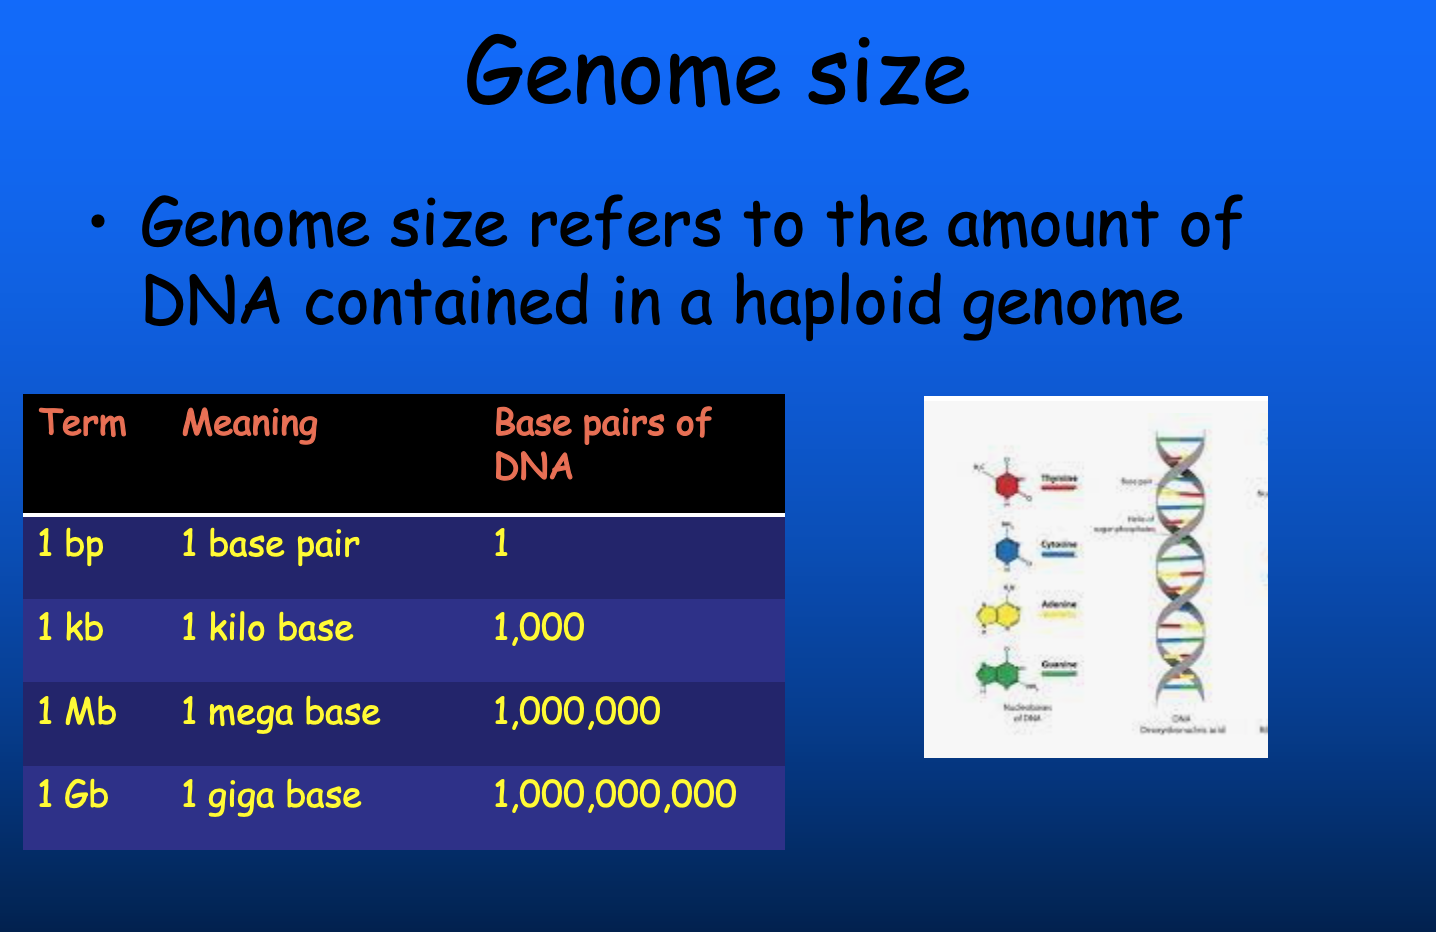 Genome size
• Genome size refers to the amount of
DNA contained in a haploid genome
Term Meaning Base pairs of
DNA
1 bp 1 base pair 1
1 kb 1 kilo base 1,000
1 Mb 1 mega base 1,000,000
1 Gb 1 giga base 1,000,000,000
Thymine
Cytosine
Adenine
Guanine
Nucleobases
of DNA
Base pair
Helix of
sugar-phosphates
DNA
Deoxyribonucleic acid